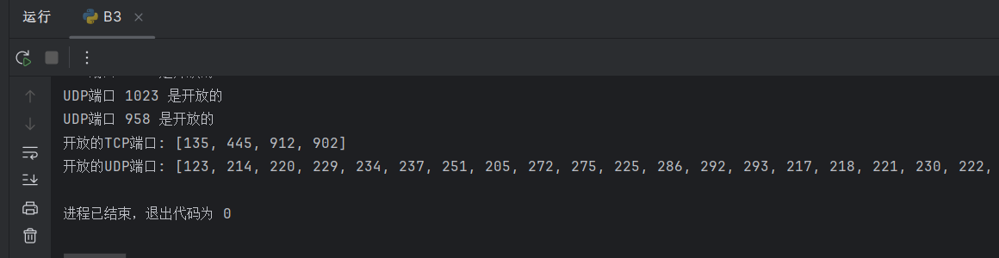 运行
B3
UDP端口 1023 是开放的
UDP端口 958 是开放的
开放的TCP端口: [135, 445, 912, 902]
开放的UDP端口: [123, 214, 220, 229, 234, 237, 251, 205, 272, 275, 225, 286, 292, 293, 217, 218, 221, 230, 222,
进程已结束，退出代码为 0